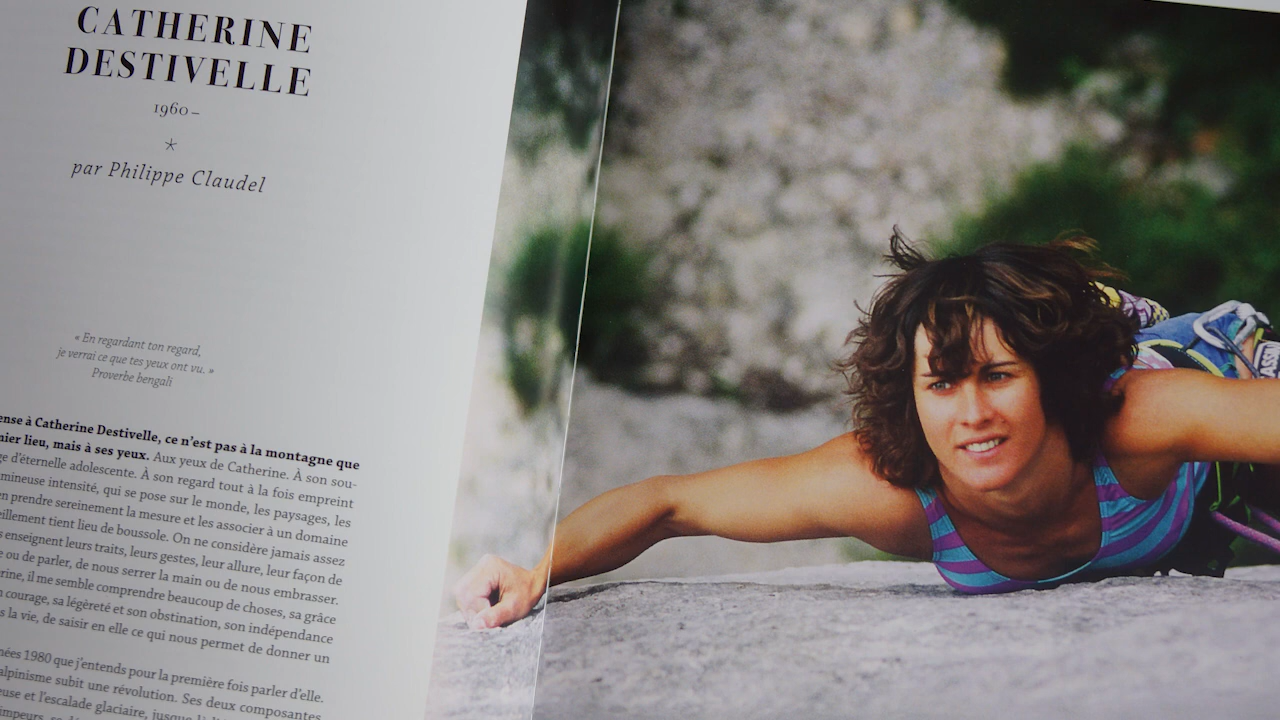 CATHERINE
DESTIVELLE
1960–
*
par Philippe Claudel
« En regardant ton regard,
je verrai ce que tes yeux ont vu. »
Proverbe bengali
à Catherine Destivelle, ce n'est pas à la montagne que
lieu, mais à ses yeux. Aux yeux de Catherine. À son sou-
d'éternelle adolescente. À son regard tout à la fois empreint
intensité, qui se pose sur le monde, les paysages, les
prendre sereinement la mesure et les associer à un domaine
tient lieu de boussole. On ne considère jamais assez
enseignent leurs traits, leurs gestes, leur allure, leur façon de
ou de parler, de nous serrer la main ou de nous embrasser.
il me semble comprendre beaucoup de choses, sa grâce
courage, sa légèreté et son obstination, son indépendance
la vie, de saisir en elle ce qui nous permet de donner un
1980 que j'entends pour la première fois parler d'elle.
alpinisme subit une révolution. Ses deux composantes
et l'escalade glaciaire,